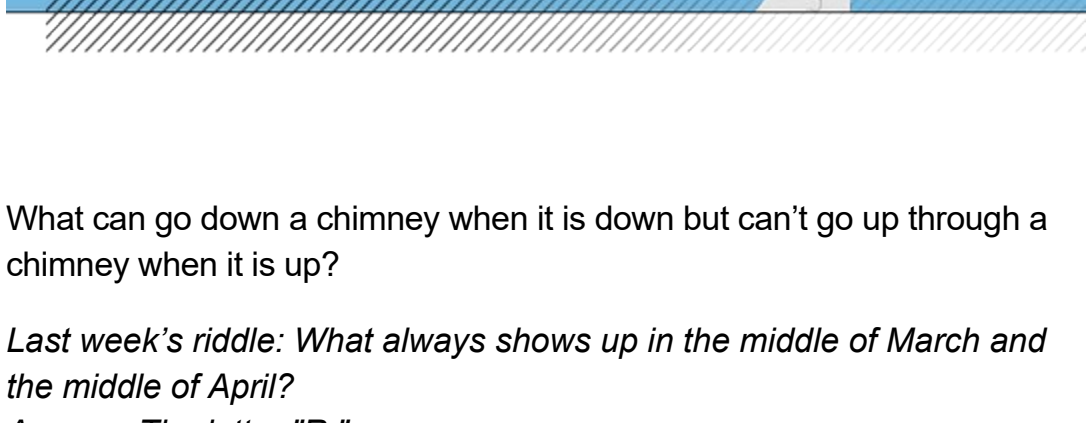 What can go down a chimney when it is down but can’t go up through a
chimney when it is up?
Last week’s riddle: What always shows up in the middle of March and
the middle of April?